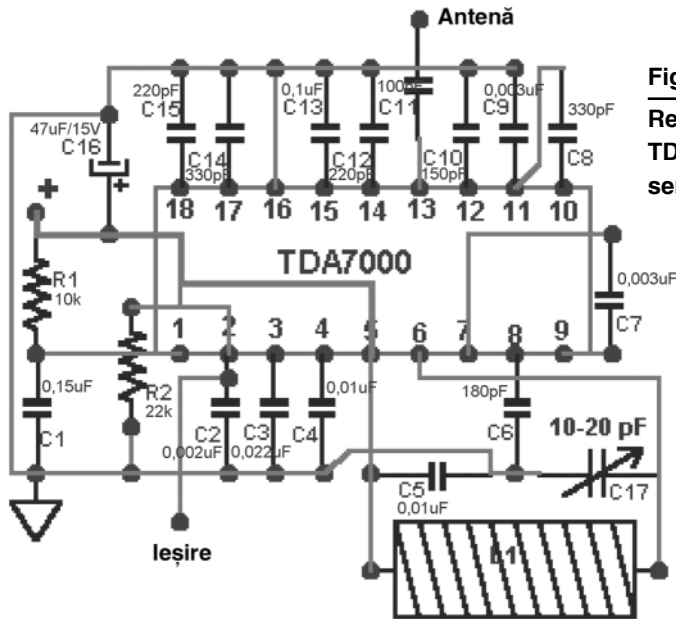 Antenă
Fig
Re
TD
se
220pF
C15
0,1uF
C13
100pF
C11
0,003uF
C9
330pF
C8
47uF/15V
C16
C14
330pF
C12
220pF
C10
150pF
+
+
18 17 16 15 14 13 12 11 10
TDA7000
R1
10k
0,003uF
C7
1 2 3 4 5 6 7 8 9
R2
22k
0,15uF
C1
0,01uF
180pF
C2
0,002uF
C3
0,022uF
C4
C6
10-20 pF
C5
0,01uF
C17
Ieșire